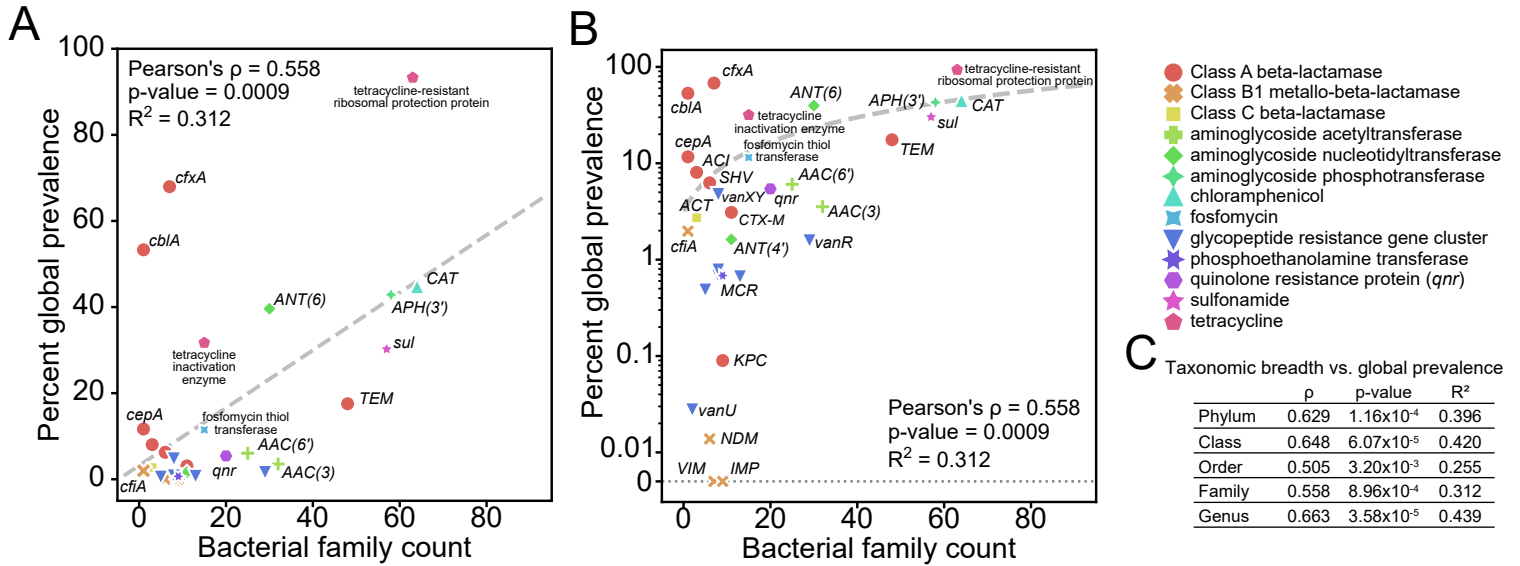 A
Percent global prevalence
100
80
60
40
20
0
Pearson's ρ = 0.558
p-value = 0.0009
R² = 0.312
tetracycline-resistant
ribosomal protection protein
cfxA
cblA
ANT(6)
CAT
APH(3')
sul
tetracycline
inactivation
enzyme
TEM
cepA
fosfomycin thiol
transferase
AAC(6')
qnr
AAC(3)
cfiA
0
20
40
60
80
Bacterial family count
B
Percent global prevalence
100
10
1
0.1
0.01
0
cfxA
tetracycline-resistant
ribosomal protection protein
cblA
ANT(6)
APH(3')
CAT
tetracycline
inactivation enzyme
sul
cepA
fosfomycin thiol
transferase
TEM
ACI
SHV
AAC(6')
vanXY
qnr
ACT
CTX-M
AAC(3)
cfiA
ANT(4')
vanR
MCR
KPC
vanU
NDM
VIM
IMP
Pearson's ρ = 0.558
p-value = 0.0009
R² = 0.312
0
20
40
60
80
Bacterial family count
Class A beta-lactamase
Class B1 metallo-beta-lactamase
Class C beta-lactamase
aminoglycoside acetyltransferase
aminoglycoside nucleotidyltransferase
aminoglycoside phosphotransferase
chloramphenicol
fosfomycin
glycopeptide resistance gene cluster
phosphoethanolamine transferase
quinolone resistance protein (qnr)
sulfonamide
tetracycline
C
Taxonomic breadth vs. global prevalence
ρ p-value R²
Phylum 0.629 1.16x10⁻⁴ 0.396
Class 0.648 6.07x10⁻⁵ 0.420
Order 0.505 3.20x10⁻³ 0.255
Family 0.558 8.96x10⁻⁴ 0.312
Genus 0.663 3.58x10⁻⁵ 0.439